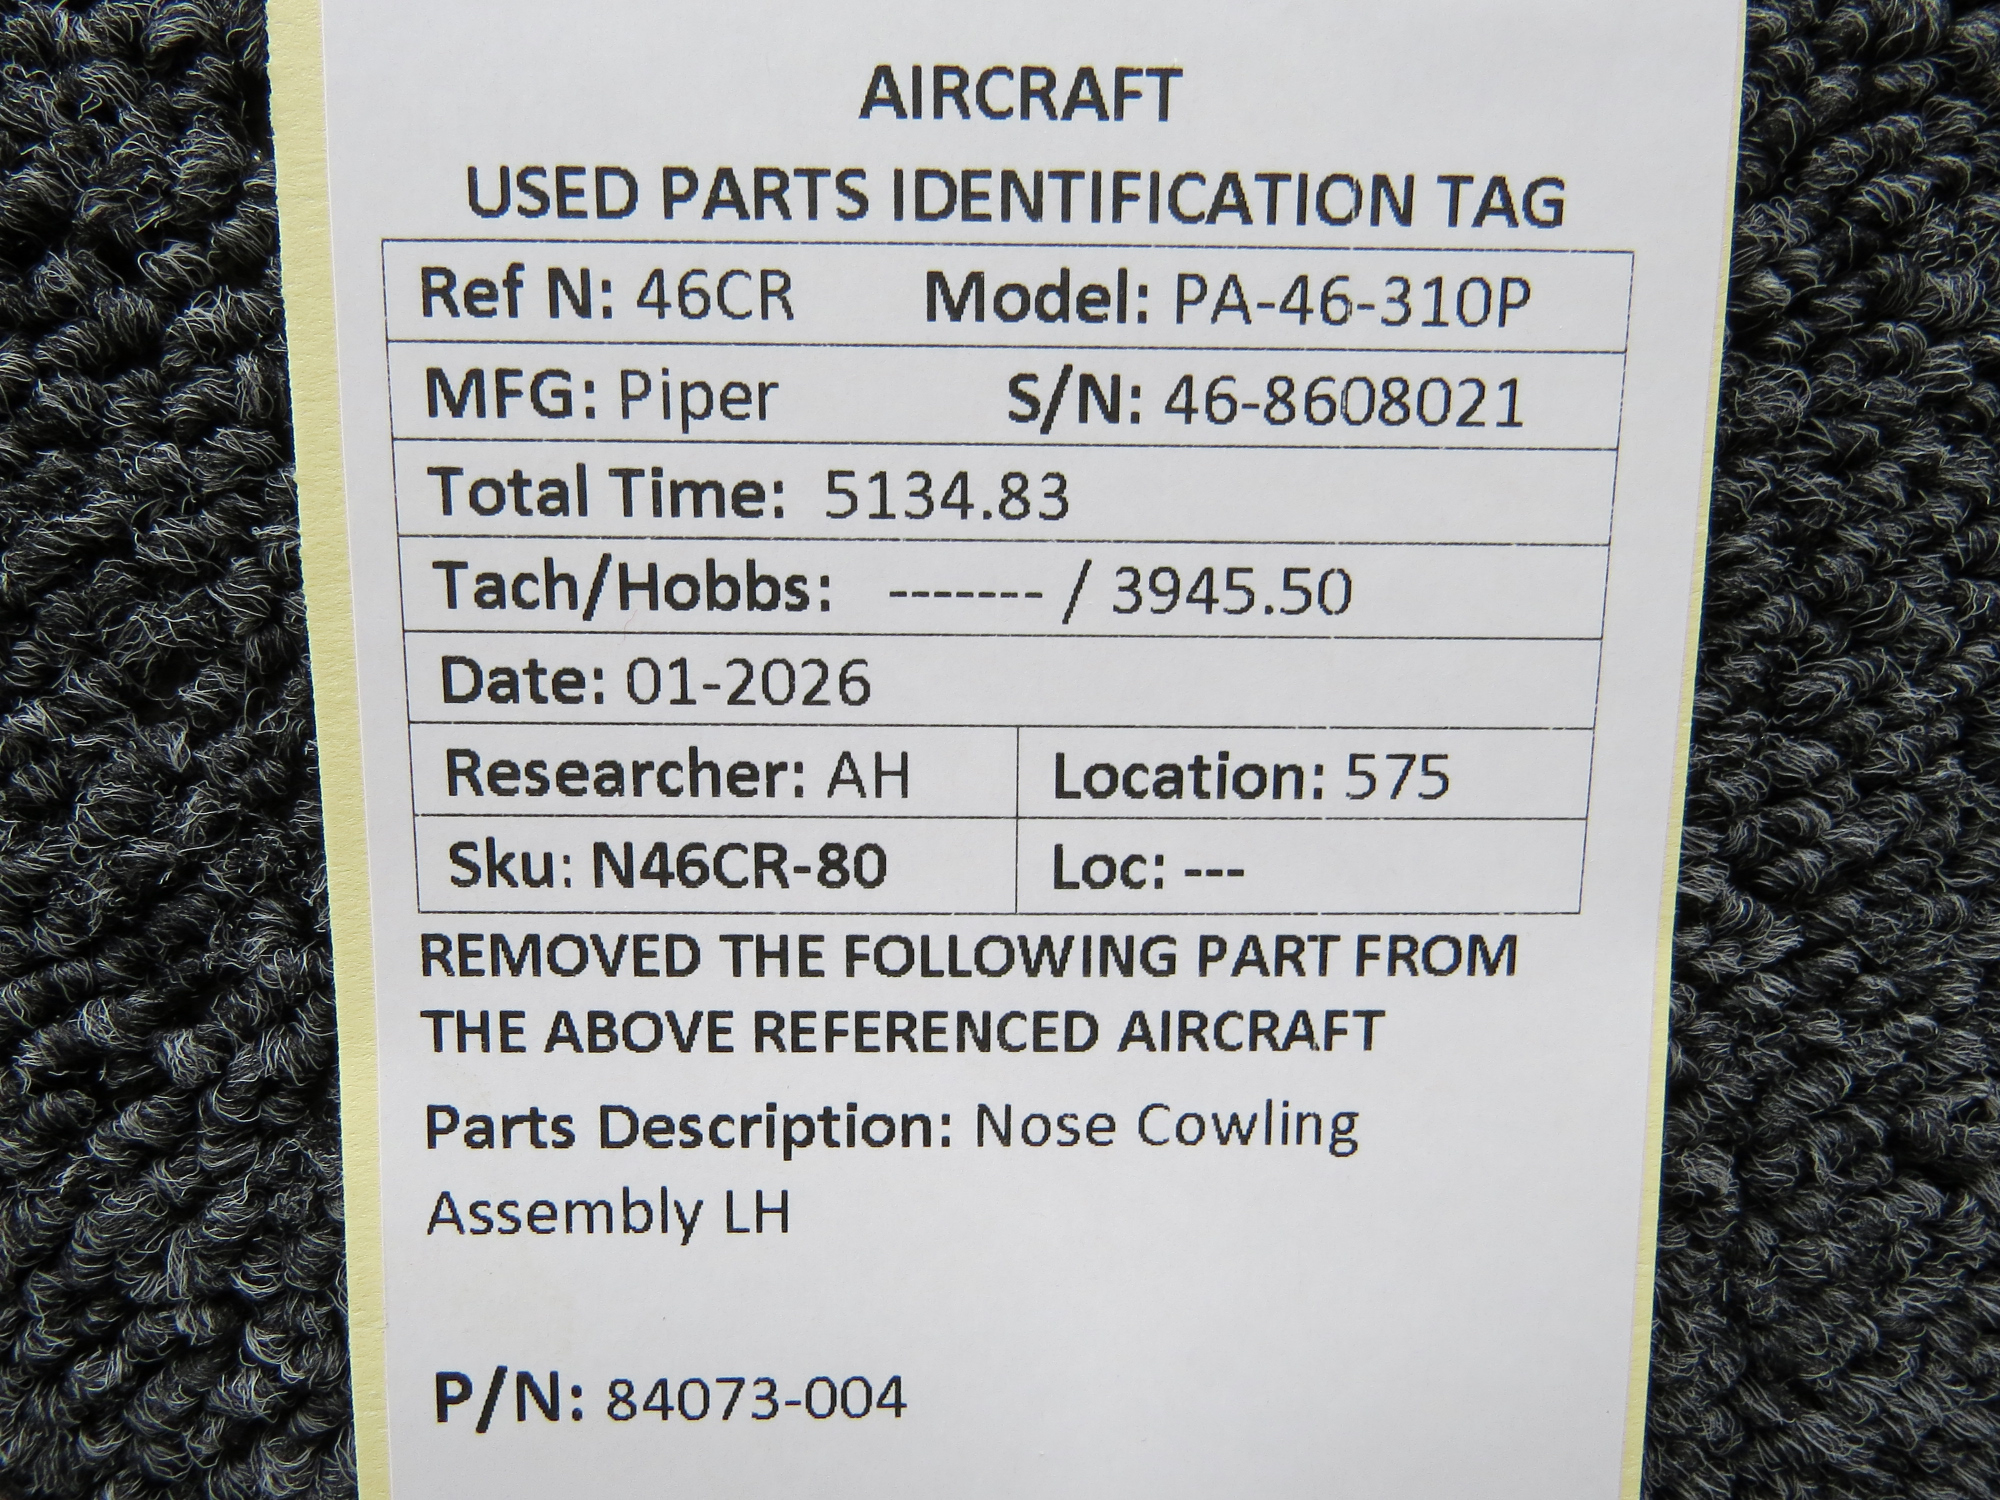 AIRCRAFT
USED PARTS IDENTIFICATION TAG
Ref N: 46CR Model: PA-46-310P
MFG: Piper S/N: 46-8608021
Total Time: 5134.83
Tach/Hobbs: ------- / 3945.50
Date: 01-2026
Researcher: AH Location: 575
Sku: N46CR-80 Loc: ---
REMOVED THE FOLLOWING PART FROM
THE ABOVE REFERENCED AIRCRAFT
Parts Description: Nose Cowling
Assembly LH
P/N: 84073-004